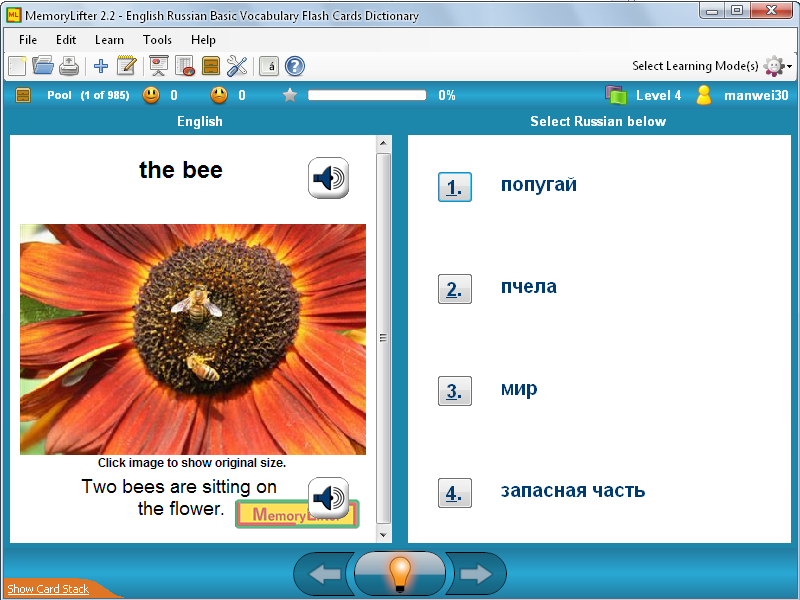 MemoryLifter 2.2 - English Russian Basic Vocabulary Flash Cards Dictionary
File Edit Learn Tools Help
Select Learning Mode(s)
Pool (1 of 985) 0 0 0% Level 4 manwei30
English
Select Russian below
the bee
Click image to show original size.
Two bees are sitting on
the flower.
MemoryLifter
1. попугай
2. пчела
3. мир
4. запасная часть
Show Card Stack